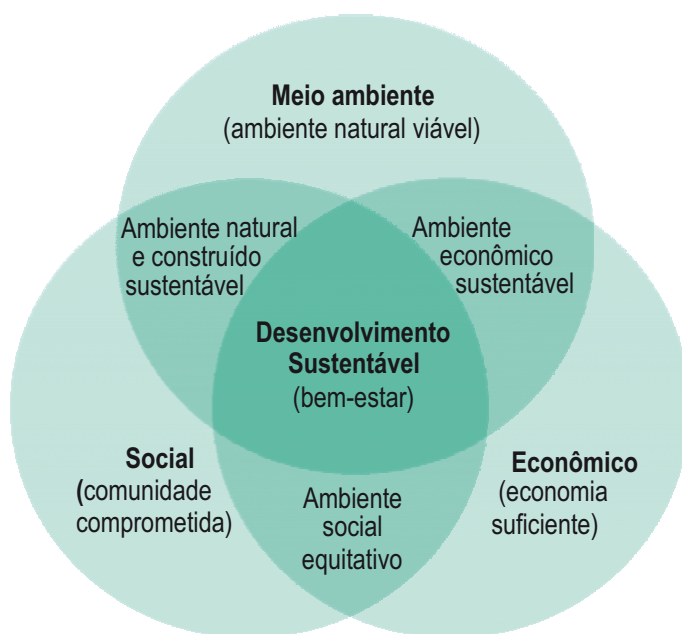 Meio ambiente
(ambiente natural viável)
Ambiente natural
e construído
sustentável
Ambiente
econômico
sustentável
Desenvolvimento
Sustentável
(bem-estar)
Social
(comunidade
comprometida)
Ambiente
social
equitativo
Econômico
(economia
suficiente)